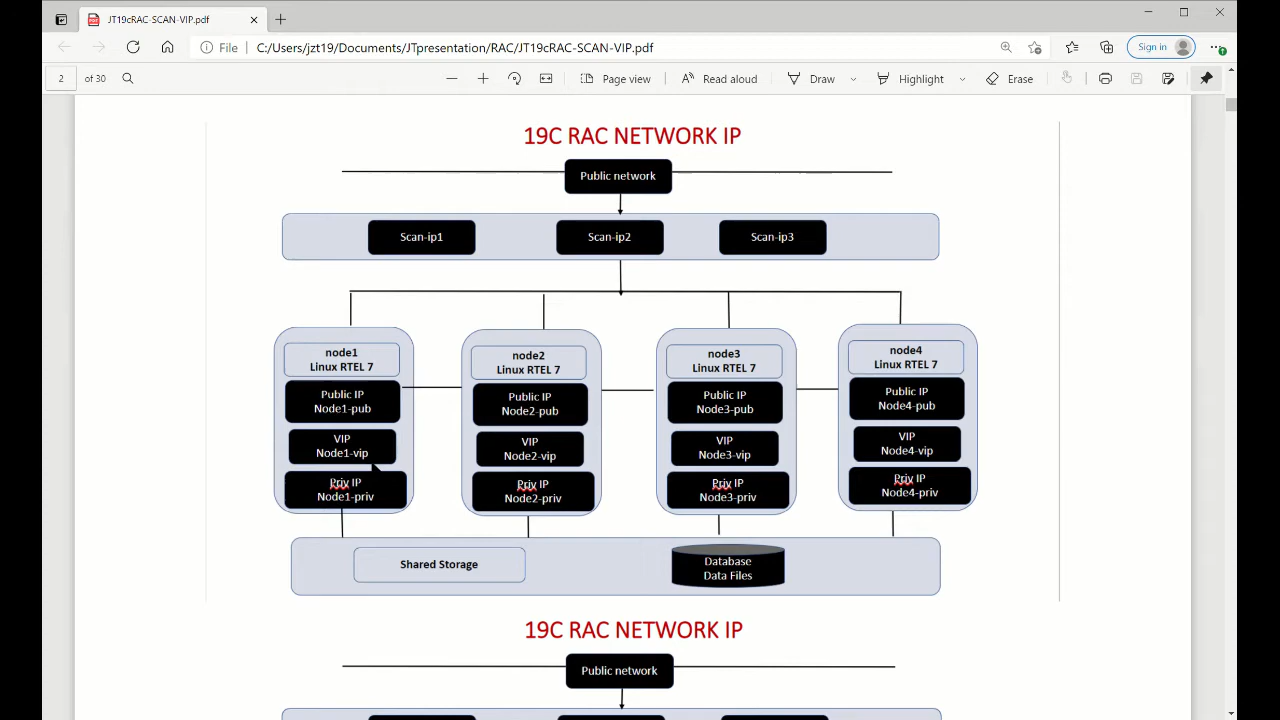 JT19cRAC-SCAN-VIP.pdf
File
C:/Users/jzt19/Documents/JTpresentation/RAC/JT19cRAC-SCAN-VIP.pdf
Sign in
2
of 30
Page view
Read aloud
Draw
Highlight
Erase
19C RAC NETWORK IP
Public network
Scan-ip1
Scan-ip2
Scan-ip3
node1
Linux RTEL 7
Public IP
Node1-pub
VIP
Node1-vip
Priv IP
Node1-priv
node2
Linux RTEL 7
Public IP
Node2-pub
VIP
Node2-vip
Priv IP
Node2-priv
node3
Linux RTEL 7
Public IP
Node3-pub
VIP
Node3-vip
Priv IP
Node3-priv
node4
Linux RTEL 7
Public IP
Node4-pub
VIP
Node4-vip
Priv IP
Node4-priv
Shared Storage
Database
Data Files
19C RAC NETWORK IP
Public network